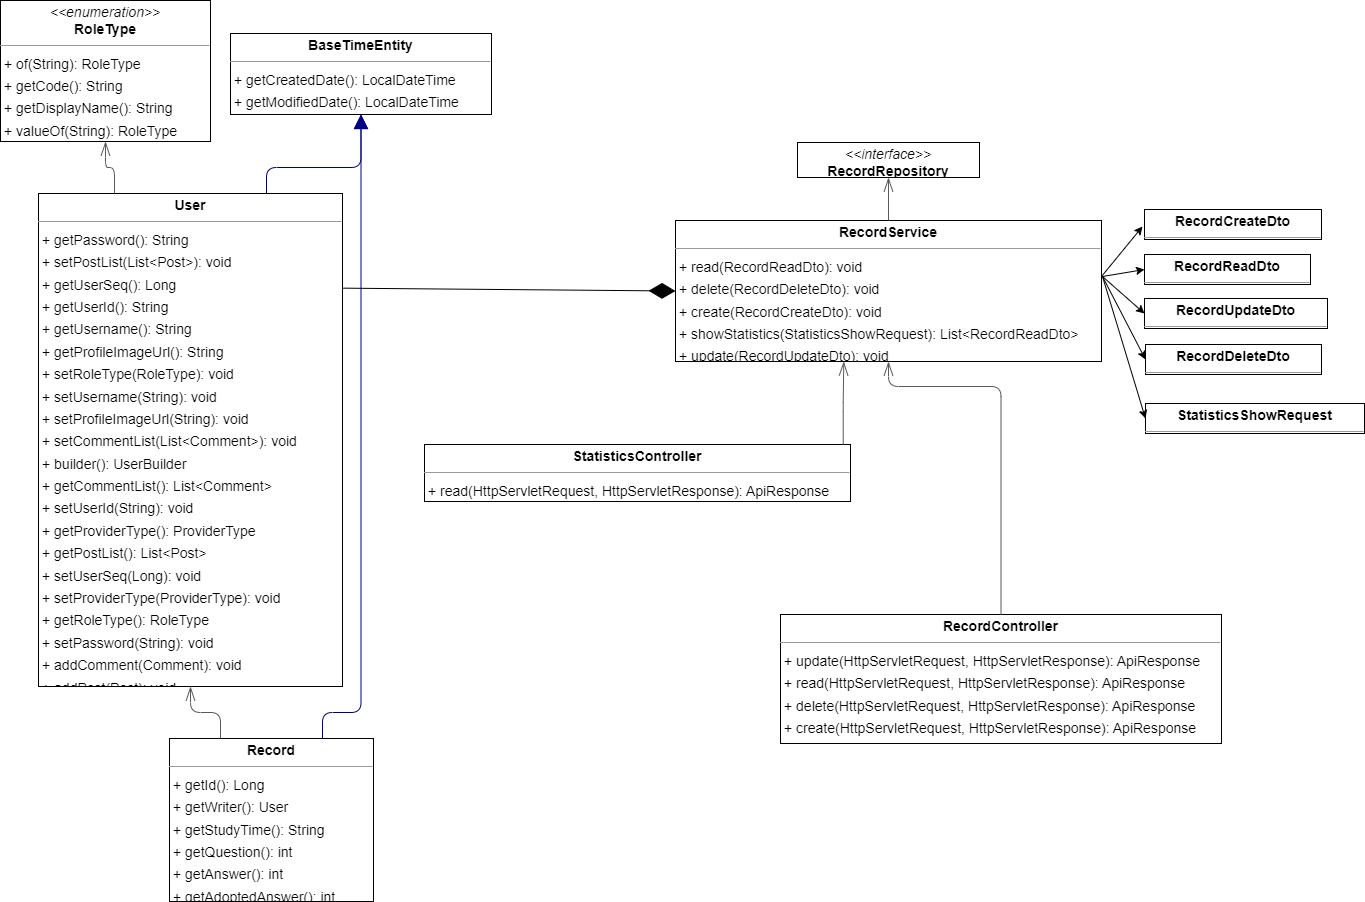 <<enumeration>>
RoleType
+ of(String): RoleType
+ getCode(): String
+ getDisplayName(): String
+ valueOf(String): RoleType
BaseTimeEntity
+ getCreatedDate(): LocalDateTime
+ getModifiedDate(): LocalDateTime
User
+ getPassword(): String
+ setPostList(List<Post>): void
+ getUserSeq(): Long
+ getUserId(): String
+ getUsername(): String
+ getProfileImageUrl(): String
+ setRoleType(RoleType): void
+ setUsername(String): void
+ setProfileImageUrl(String): void
+ setCommentList(List<Comment>): void
+ builder(): UserBuilder
+ getCommentList(): List<Comment>
+ setUserId(String): void
+ getProviderType(): ProviderType
+ getPostList(): List<Post>
+ setUserSeq(Long): void
+ setProviderType(ProviderType): void
+ getRoleType(): RoleType
+ setPassword(String): void
+ addComment(Comment): void
+ addPost(Post): void
Record
+ getId(): Long
+ getWriter(): User
+ getStudyTime(): String
+ getQuestion(): int
+ getAnswer(): int
+ getAdoptedAnswer(): int
<<interface>>
RecordRepository
RecordService
+ read(RecordReadDto): void
+ delete(RecordDeleteDto): void
+ create(RecordCreateDto): void
+ showStatistics(StatisticsShowRequest): List<RecordReadDto>
+ update(RecordUpdateDto): void
RecordCreateDto
RecordReadDto
RecordUpdateDto
RecordDeleteDto
StatisticsShowRequest
StatisticsController
+ read(HttpServletRequest, HttpServletResponse): ApiResponse
RecordController
+ update(HttpServletRequest, HttpServletResponse): ApiResponse
+ read(HttpServletRequest, HttpServletResponse): ApiResponse
+ delete(HttpServletRequest, HttpServletResponse): ApiResponse
+ create(HttpServletRequest, HttpServletResponse): ApiResponse